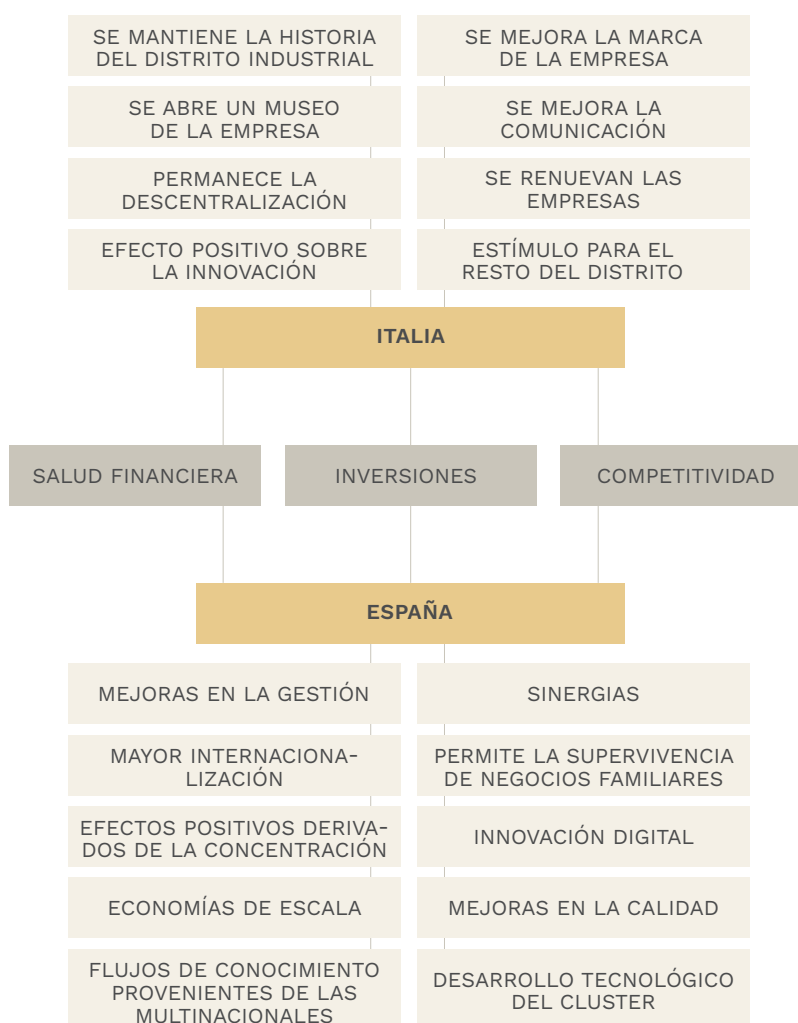 SE MANTIENE LA HISTORIA
DEL DISTRITO INDUSTRIAL
SE MEJORA LA MARCA
DE LA EMPRESA
SE ABRE UN MUSEO
DE LA EMPRESA
SE MEJORA LA
COMUNICACIÓN
PERMANECE LA
DESCENTRALIZACIÓN
SE RENUEVAN LAS
EMPRESAS
EFECTO POSITIVO SOBRE
LA INNOVACIÓN
ESTÍMULO PARA EL
RESTO DEL DISTRITO
ITALIA
SALUD FINANCIERA
INVERSIONES
COMPETITIVIDAD
ESPAÑA
MEJORAS EN LA GESTIÓN
SINERGIAS
MAYOR INTERNACIONA-
LIZACIÓN
PERMITE LA SUPERVIVENCIA
DE NEGOCIOS FAMILIARES
EFECTOS POSITIVOS DERIVA-
DOS DE LA CONCENTRACIÓN
INNOVACIÓN DIGITAL
ECONOMÍAS DE ESCALA
MEJORAS EN LA CALIDAD
FLUJOS DE CONOCIMIENTO
PROVENIENTES DE LAS
MULTINACIONALES
DESARROLLO TECNOLÓGICO
DEL CLUSTER